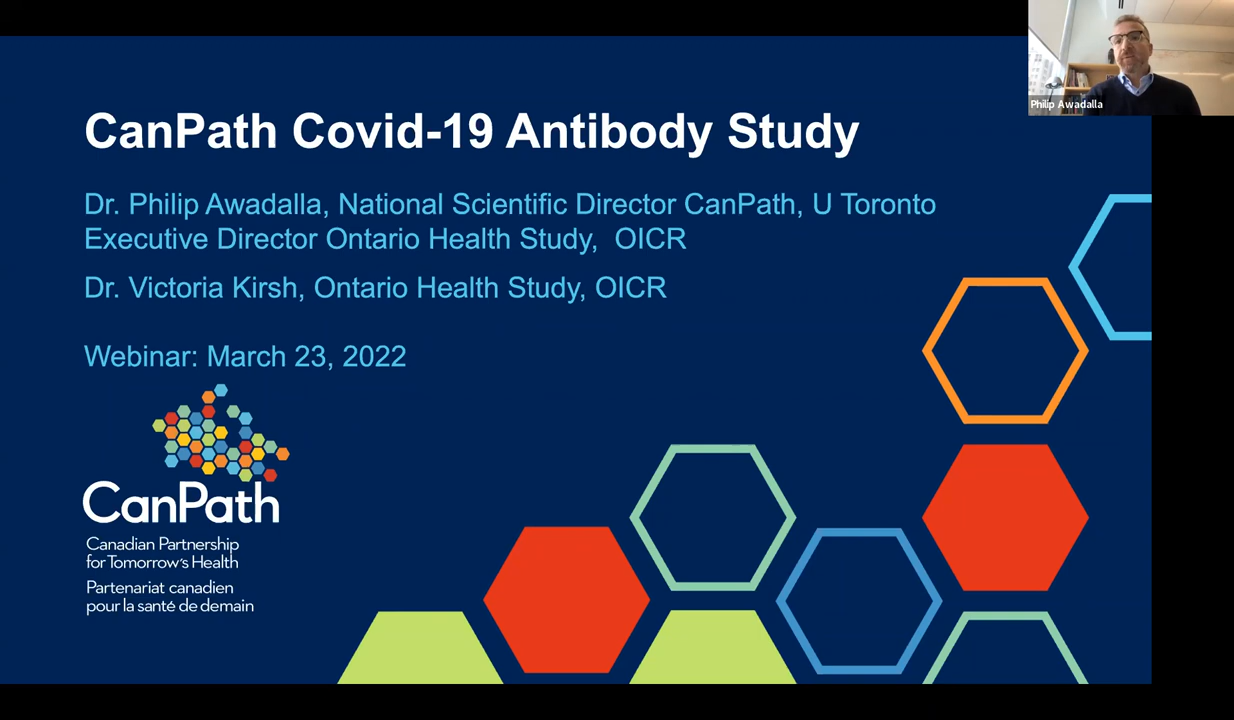 CanPath Covid-19 Antibody Study
Dr. Philip Awadalla, National Scientific Director CanPath, U Toronto
Executive Director Ontario Health Study, OICR
Dr. Victoria Kirsh, Ontario Health Study, OICR
Webinar: March 23, 2022
CanPath
Canadian Partnership
for Tomorrow's Health
Partenariat canadien
pour la santé de demain
Philip Awadalla